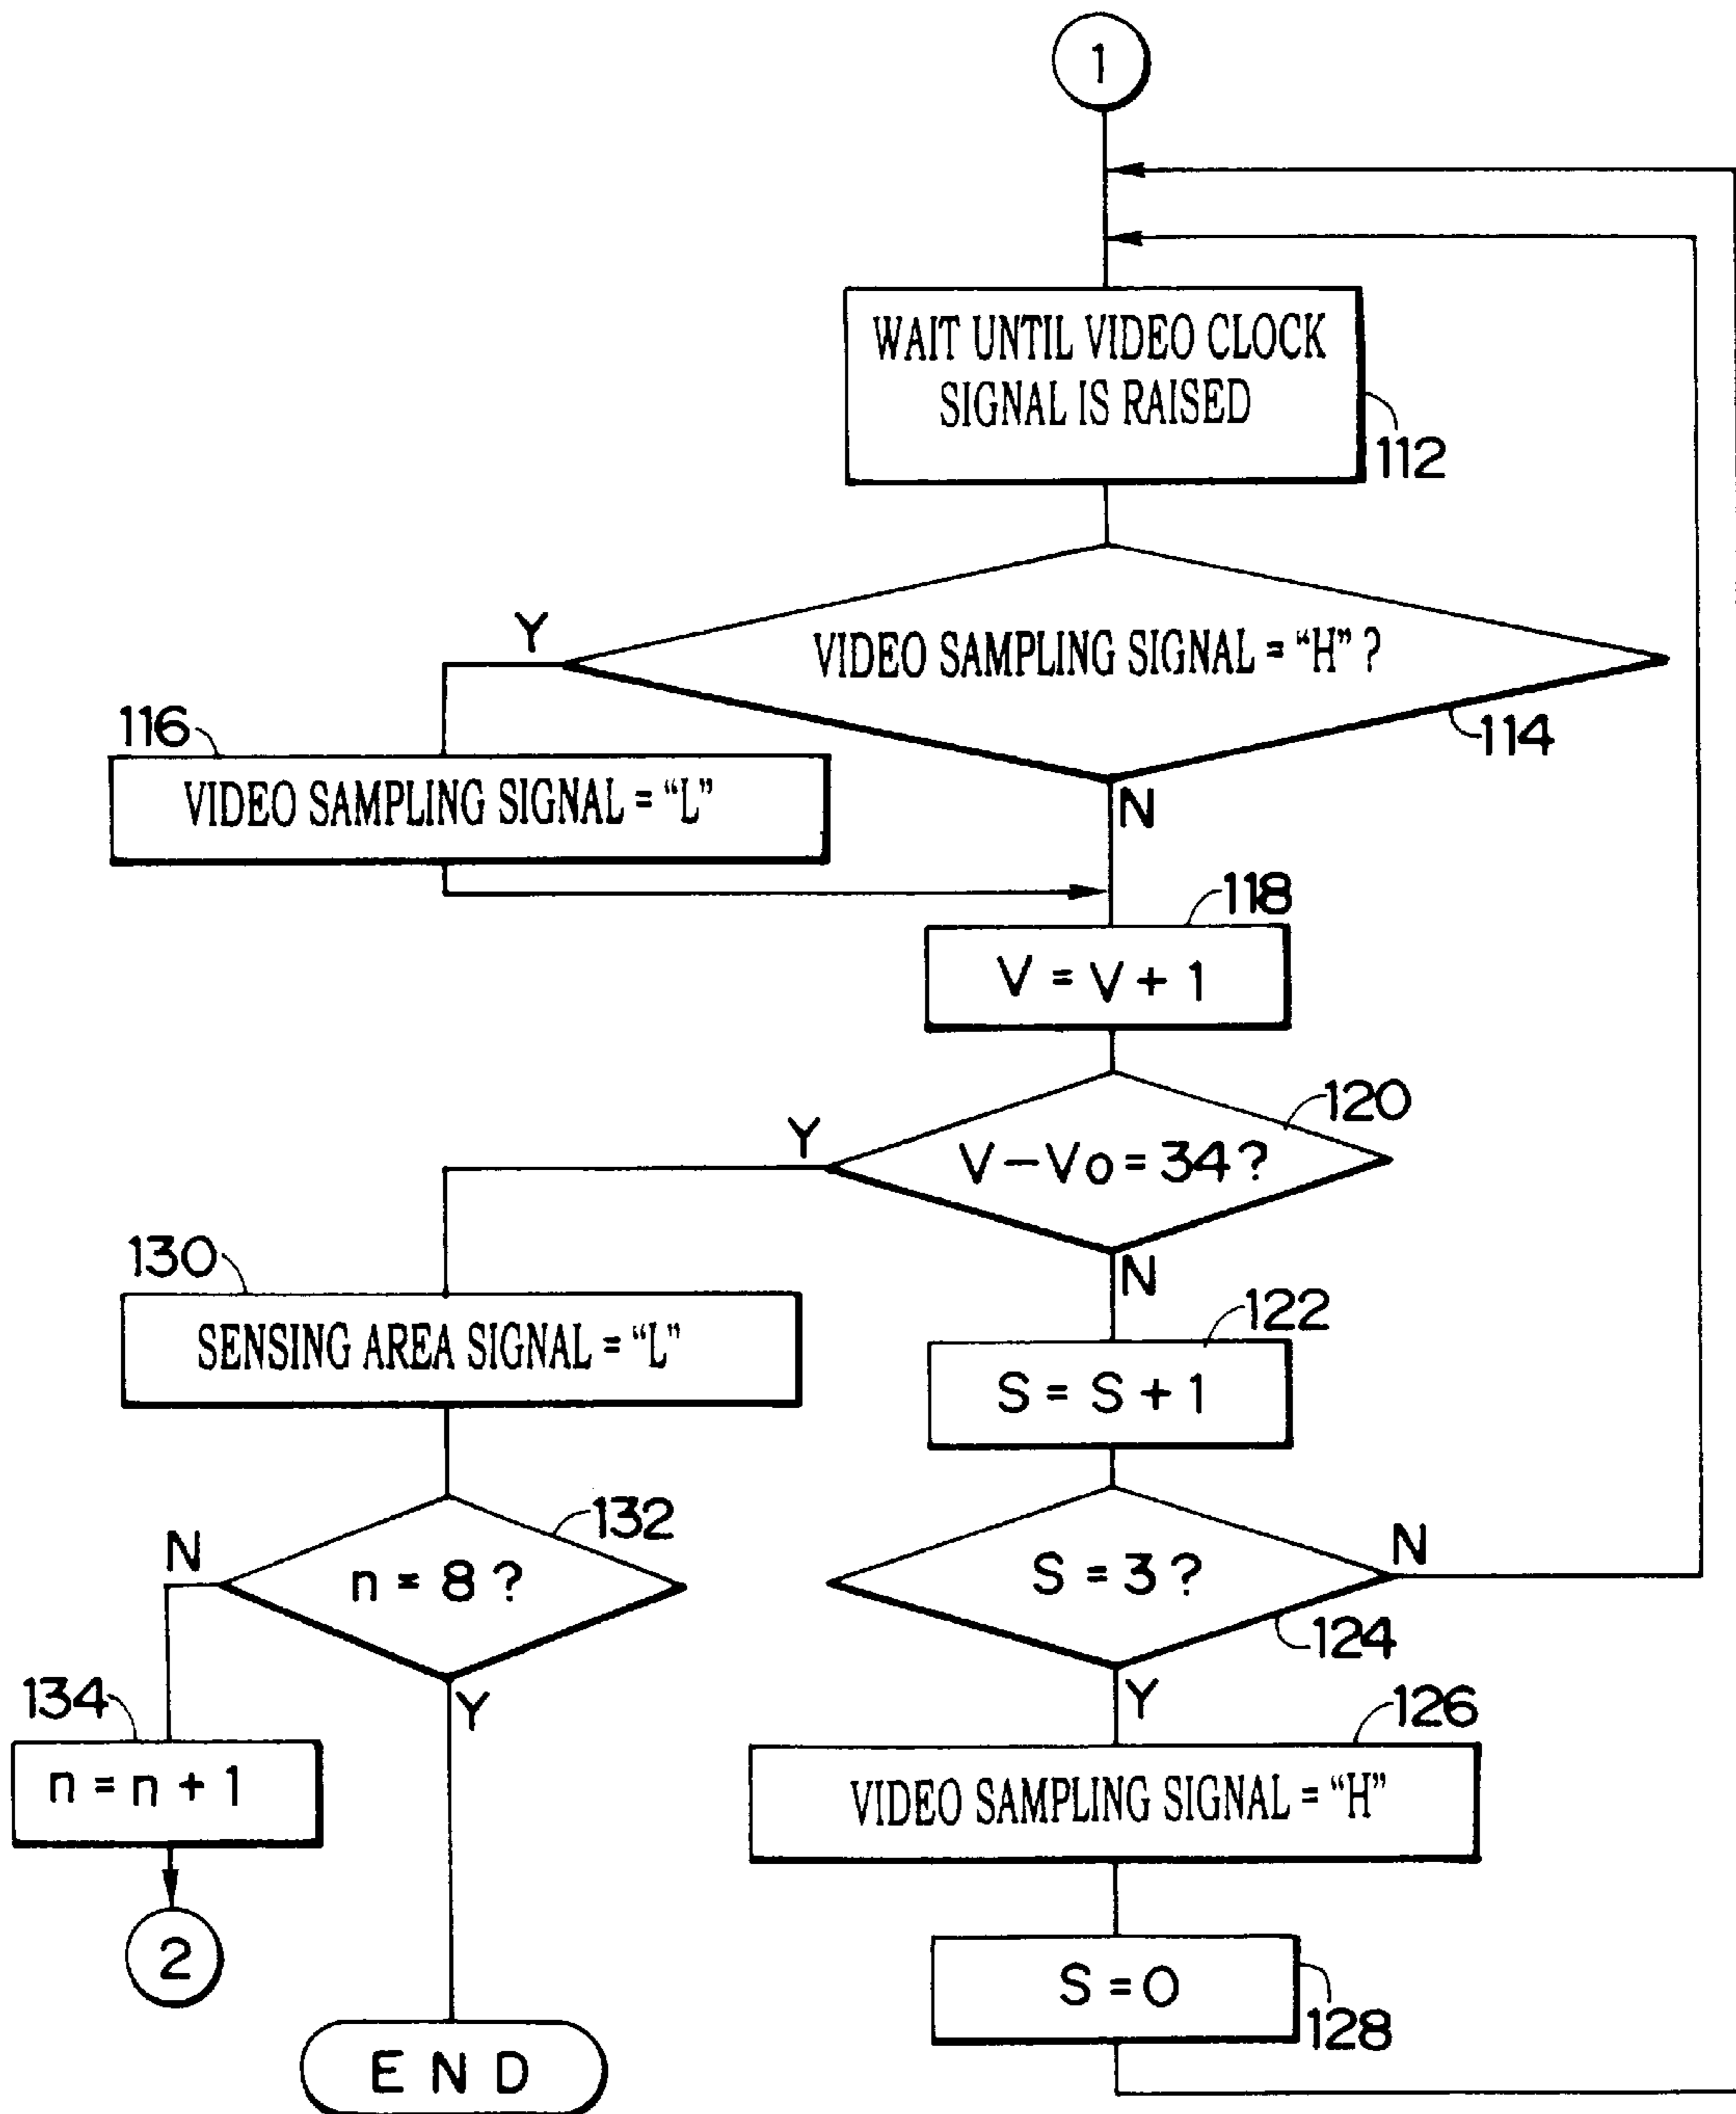 1
WAIT UNTIL VIDEO CLOCK
SIGNAL IS RAISED
112
Y
VIDEO SAMPLING SIGNAL = “H” ?
114
116
VIDEO SAMPLING SIGNAL = “L”
N
118
V = V + 1
120
Y
V – Vo = 34 ?
N
130
SENSING AREA SIGNAL = “L”
122
S = S + 1
132
N
n = 8 ?
Y
S = 3 ?
N
124
Y
134
n = n + 1
2
126
VIDEO SAMPLING SIGNAL = “H”
S = 0
128
END